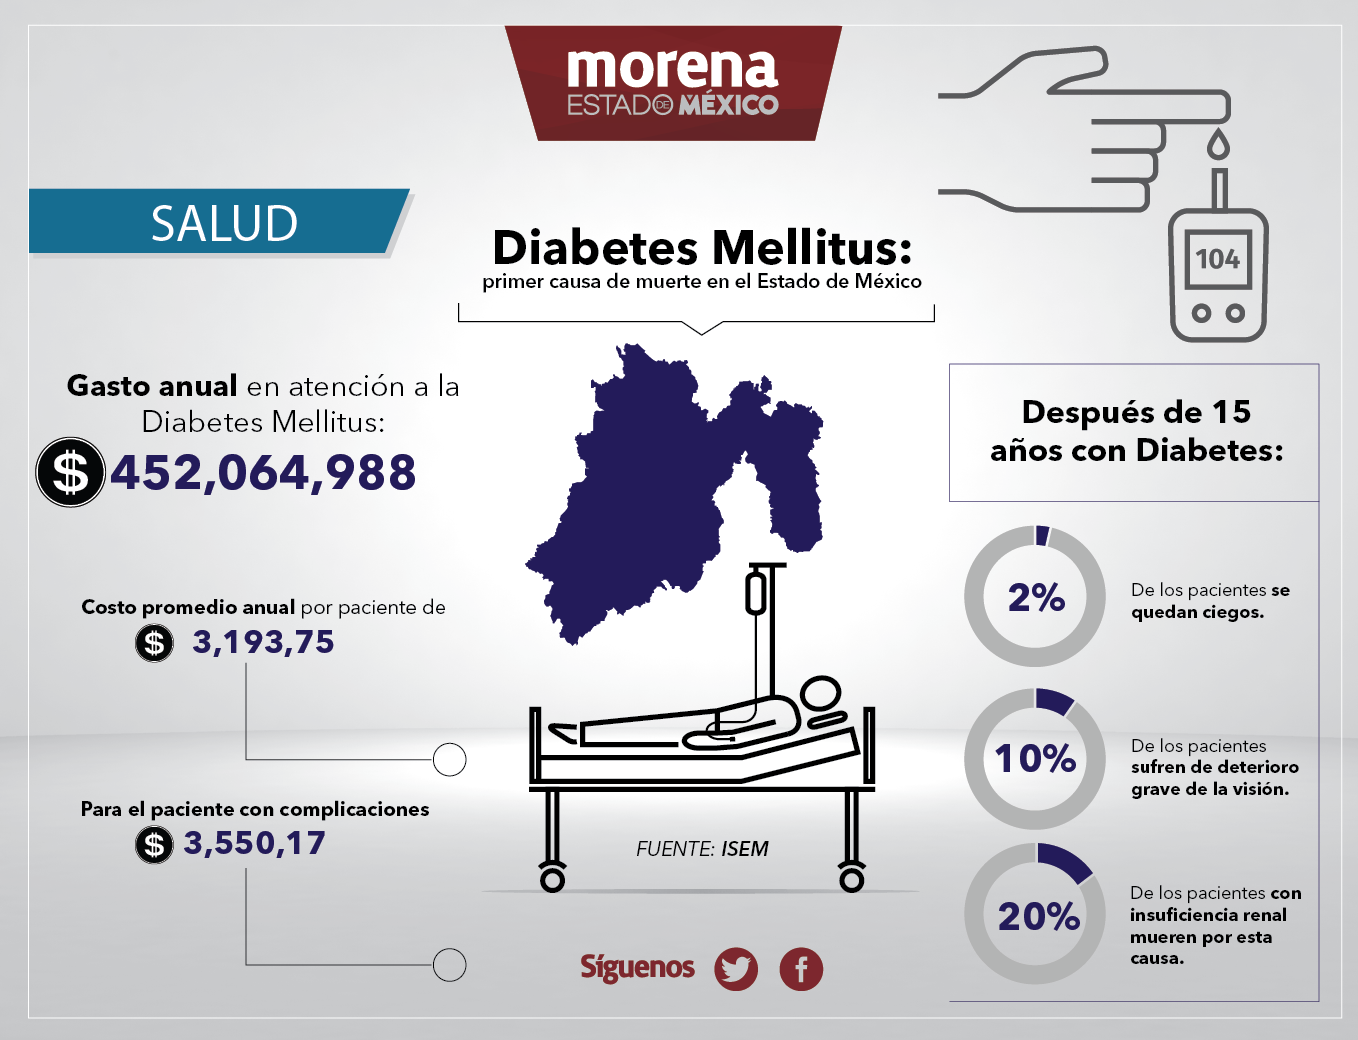 morena
ESTADO DE MÉXICO
SALUD
Diabetes Mellitus:
primer causa de muerte en el Estado de México
104
Gasto anual en atención a la
Diabetes Mellitus:
$ 452,064,988
Costo promedio anual por paciente de
$ 3,193,75
Para el paciente con complicaciones
$ 3,550,17
FUENTE: ISEM
Síguenos
Después de 15
años con Diabetes:
2%
De los pacientes se
quedan ciegos.
10%
De los pacientes
sufren de deterioro
grave de la visión.
20%
De los pacientes con
insuficiencia renal
mueren por esta
causa.